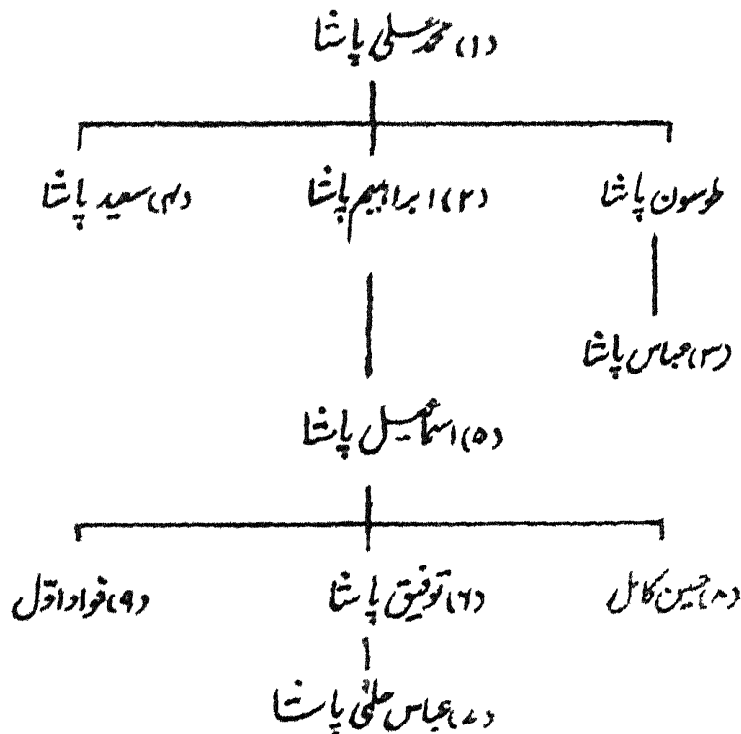 (۱) محمد علی پاشا
طوسون پاشا (۲) ابراہیم پاشا (۴) سعید پاشا
(۳) عباس پاشا
(۵) اسماعیل پاشا
(۸) حسین کامل (۶) توفیق پاشا (۹) فواد اوّل
(۷) عباس حلمی پاشا